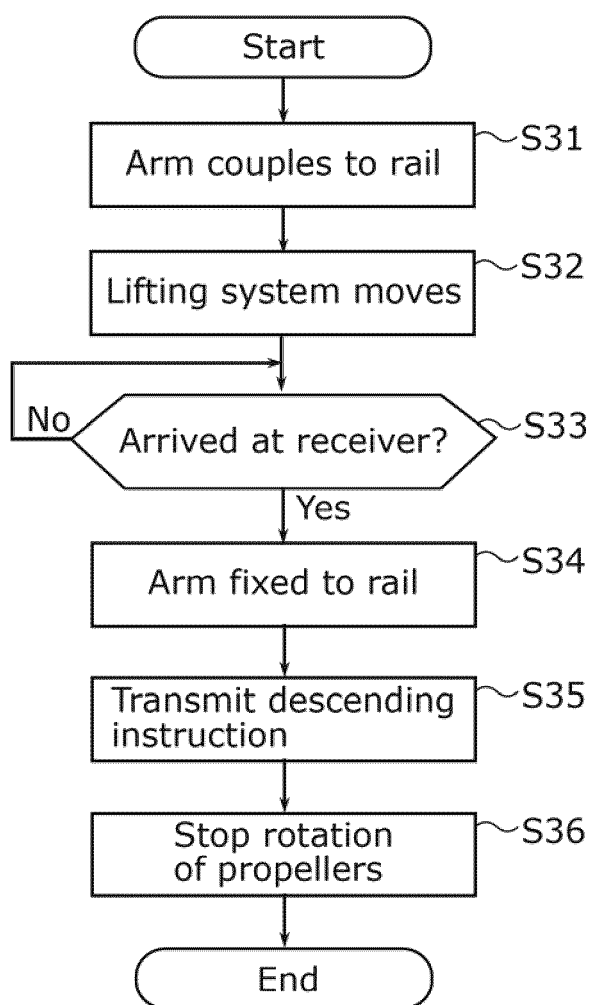 Start
Arm couples to rail
S31
Lifting system moves
S32
No
Arrived at receiver?
S33
Yes
Arm fixed to rail
S34
Transmit descending
instruction
S35
Stop rotation
of propellers
S36
End